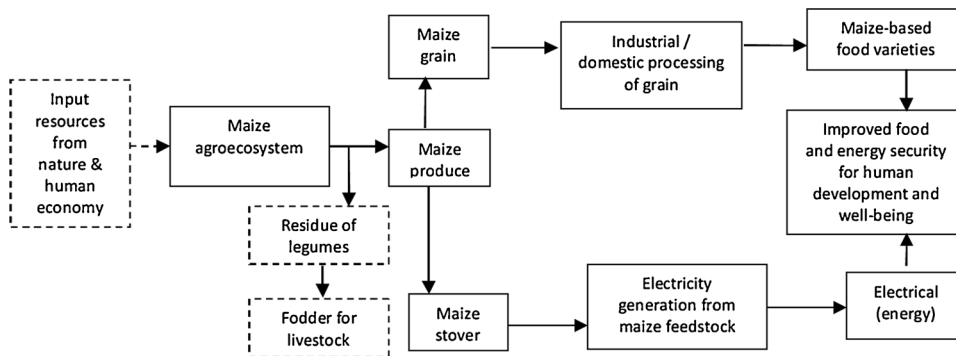 Input
resources
from
nature &
human
economy
Maize
agroecosystem
Residue of
legumes
Fodder for
livestock
Maize
produce
Maize
grain
Industrial /
domestic processing
of grain
Maize-based
food varieties
Maize
stover
Electricity
generation from
maize feedstock
Electrical
(energy)
Improved food
and energy security
for human
development and
well-being